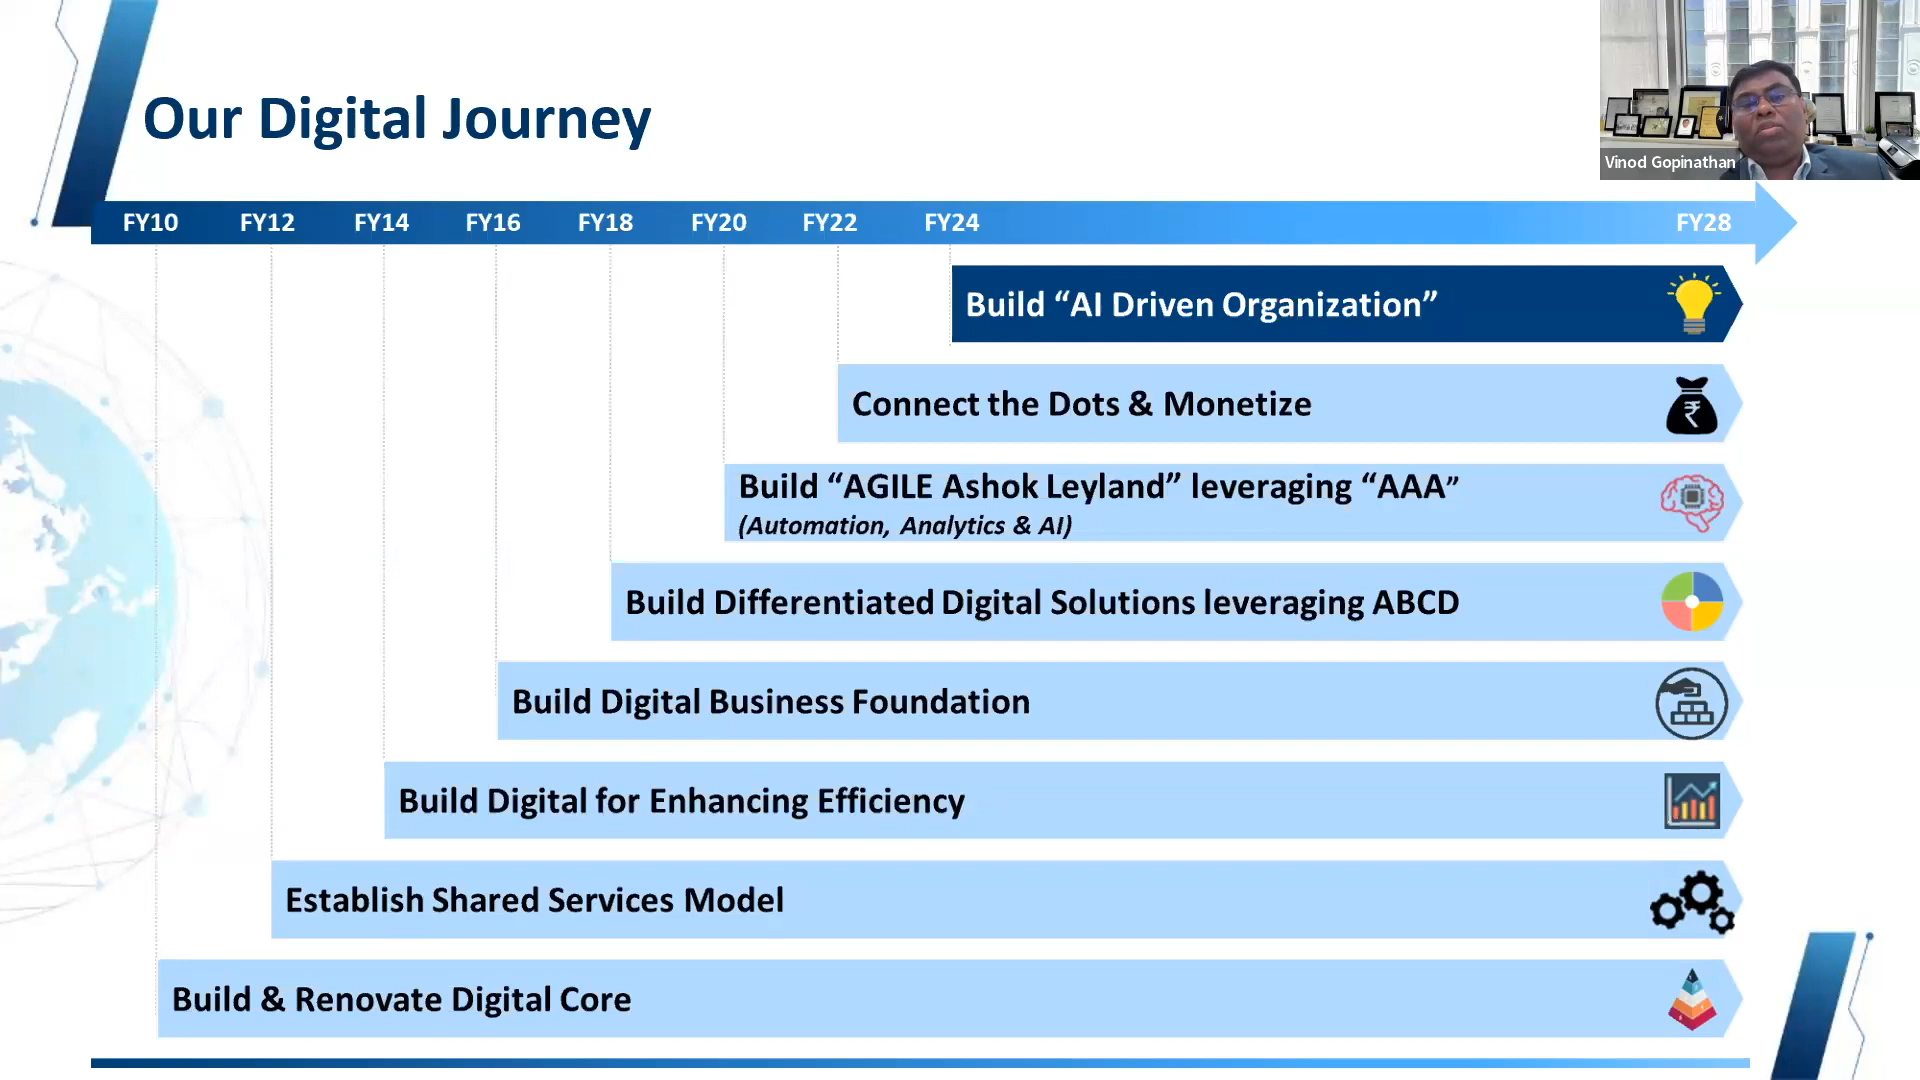 Our Digital Journey
Vinod Gopinathan
FY10 FY12 FY14 FY16 FY18 FY20 FY22 FY24 FY28
Build “AI Driven Organization”
Connect the Dots & Monetize
₹
Build “AGILE Ashok Leyland” leveraging “AAA”
(Automation, Analytics & AI)
Build Differentiated Digital Solutions leveraging ABCD
Build Digital Business Foundation
Build Digital for Enhancing Efficiency
Establish Shared Services Model
Build & Renovate Digital Core